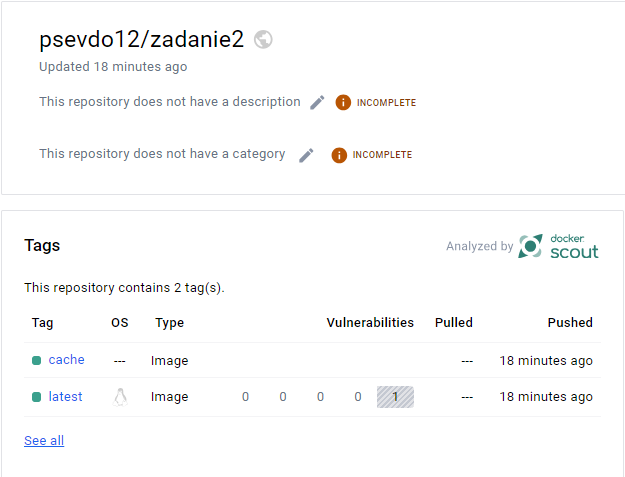 psevdo12/zadanie2
Updated 18 minutes ago
This repository does not have a description INCOMPLETE
This repository does not have a category INCOMPLETE
Tags
Analyzed by docker scout
This repository contains 2 tag(s).
Tag OS Type Vulnerabilities Pulled Pushed
cache --- Image --- 18 minutes ago
latest Image 0 0 0 0 1 --- 18 minutes ago
See all